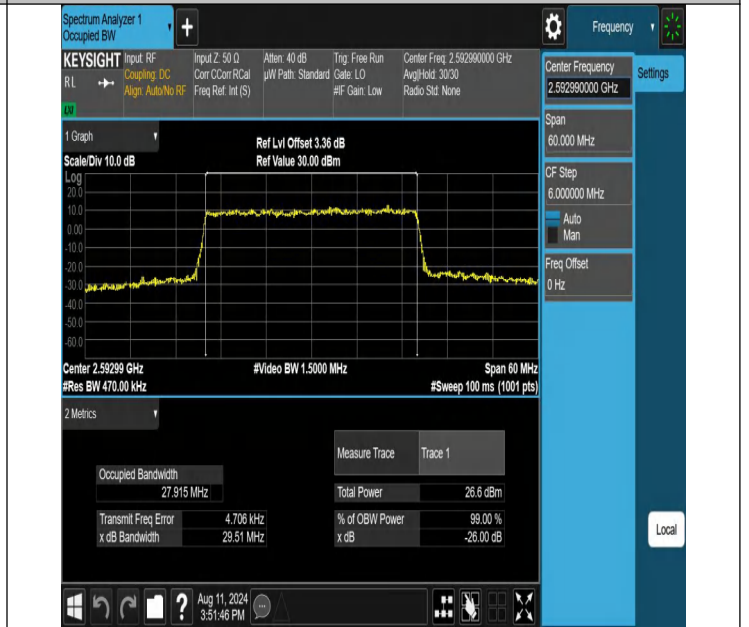 Spectrum Analyzer 1
Occupied BW
+
Frequency
KEYSIGHT
RL
LXI
Input: RF
Coupling: DC
Align: Auto/No RF
Input Z: 50 Ω
Corr CCorr RCal
Freq Ref: Int (S)
Atten: 40 dB
µW Path: Standard
Trig: Free Run
Gate: LO
#IF Gain: Low
Center Freq: 2.592990000 GHz
Avg|Hold: 30/30
Radio Std: None
Center Frequency
2.592990000 GHz
Settings
Span
60.000 MHz
CF Step
6.000000 MHz
Auto
Man
Freq Offset
0 Hz
1 Graph
Scale/Div 10.0 dB
Ref Lvl Offset 3.36 dB
Ref Value 30.00 dBm
Log
20.0
10.0
0.00
-10.0
-20.0
-30.0
-40.0
-50.0
-60.0
Center 2.59299 GHz
#Video BW 1.5000 MHz
Span 60 MHz
#Res BW 470.00 kHz
#Sweep 100 ms (1001 pts)
2 Metrics
Measure Trace Trace 1
Occupied Bandwidth
27.915 MHz
Total Power 26.6 dBm
Transmit Freq Error 4.706 kHz
% of OBW Power 99.00 %
x dB Bandwidth 29.51 MHz
x dB -26.00 dB
Local
?
Aug 11, 2024
3:51:46 PM